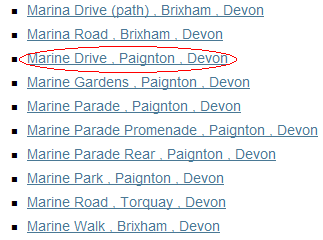 Marina Drive (path) , Brixham , Devon
Marina Road , Brixham , Devon
Marine Drive , Paignton , Devon
Marine Gardens , Paignton , Devon
Marine Parade , Paignton , Devon
Marine Parade Promenade , Paignton , Devon
Marine Parade Rear , Paignton , Devon
Marine Park , Paignton , Devon
Marine Road , Torquay , Devon
Marine Walk , Brixham , Devon